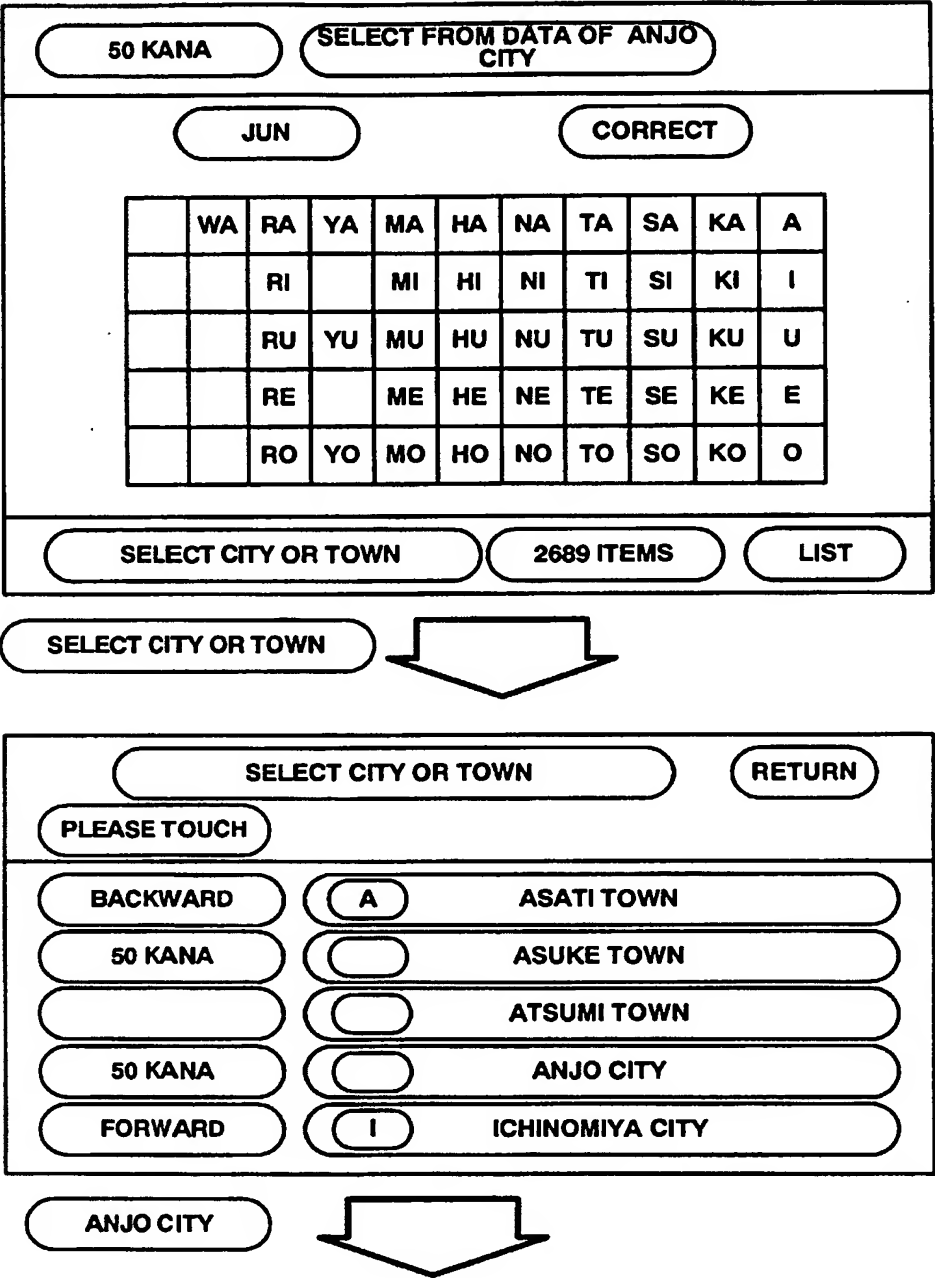 50 KANA
SELECT FROM DATA OF ANJO
CITY
JUN
CORRECT
WA RA YA MA HA NA TA SA KA A
RI MI HI NI TI SI KI I
RU YU MU HU NU TU SU KU U
RE ME HE NE TE SE KE E
RO YO MO HO NO TO SO KO O
SELECT CITY OR TOWN
2689 ITEMS
LIST
SELECT CITY OR TOWN
SELECT CITY OR TOWN
RETURN
PLEASE TOUCH
BACKWARD
A ASATI TOWN
50 KANA
ASUKE TOWN
ATSUMI TOWN
50 KANA
ANJO CITY
FORWARD
I ICHINOMIYA CITY
ANJO CITY